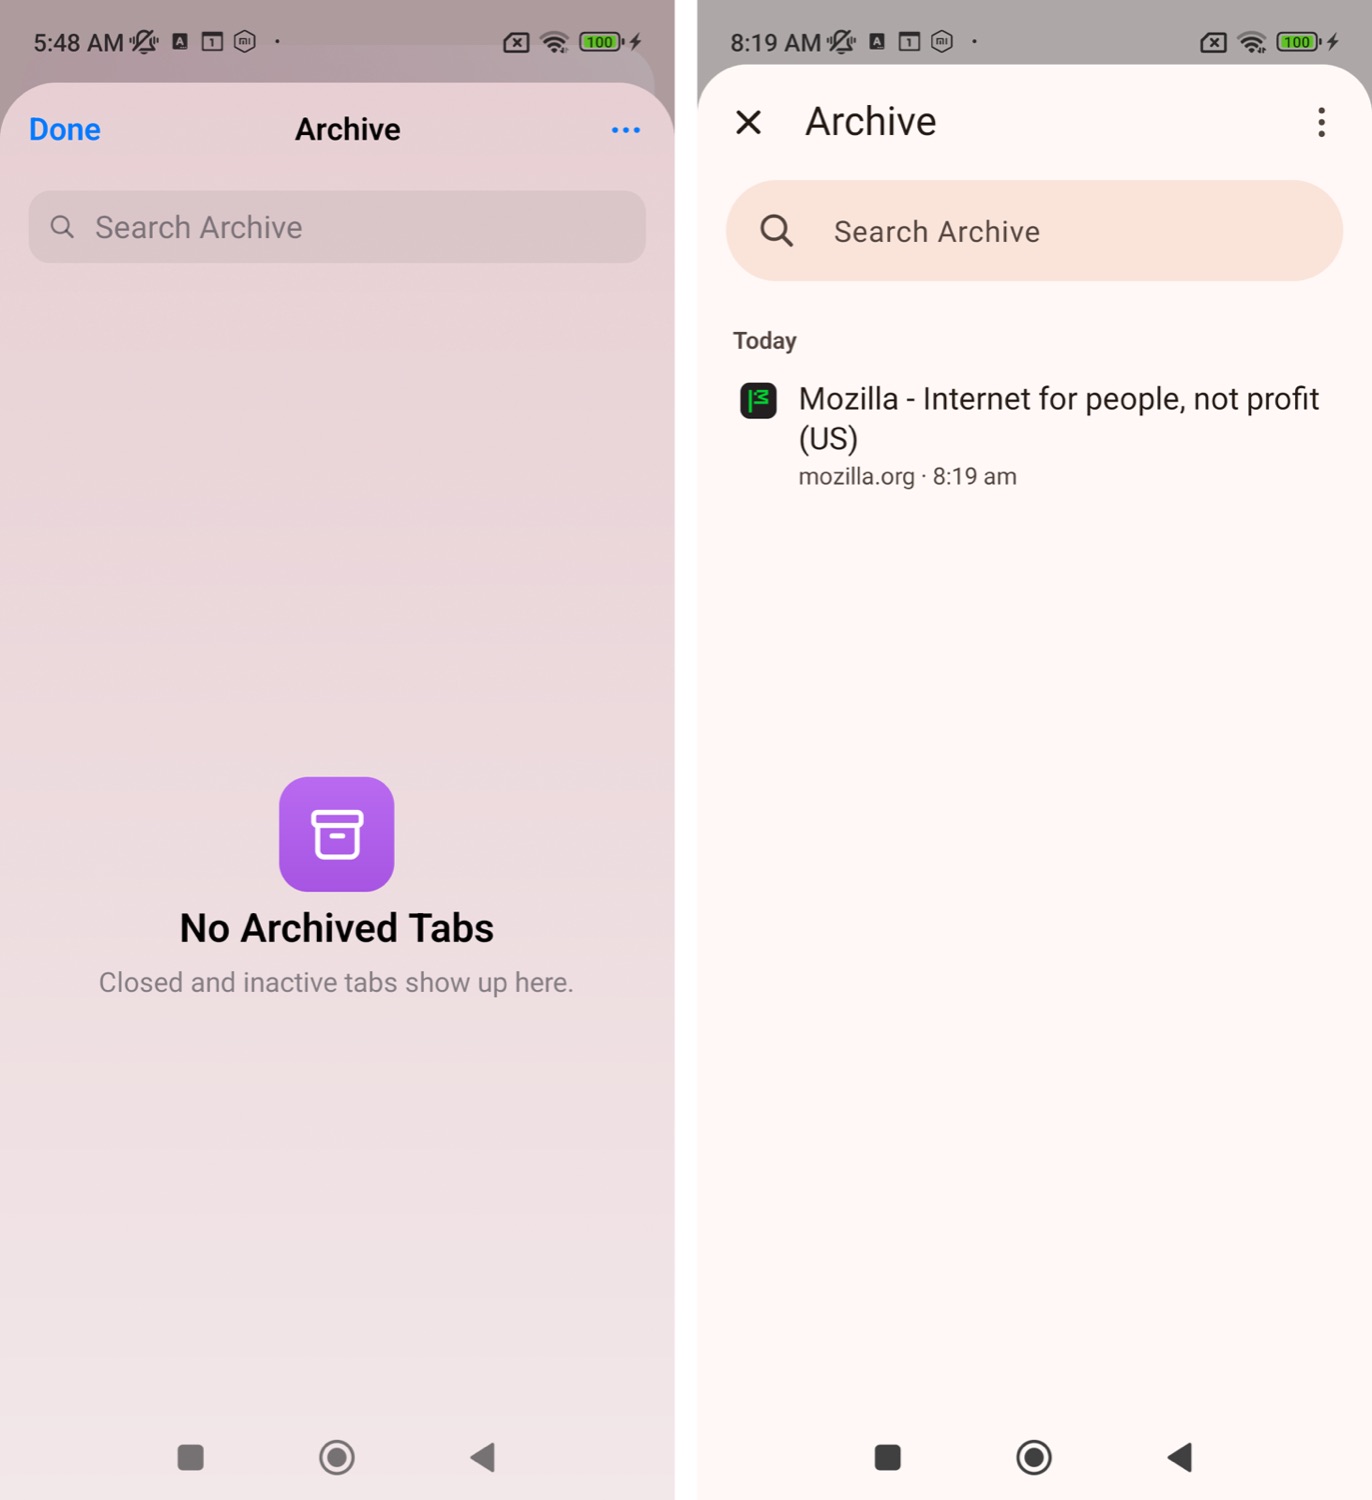 5:48 AM
100
Done
Archive
Search Archive
No Archived Tabs
Closed and inactive tabs show up here.
8:19 AM
100
Archive
Search Archive
Today
Mozilla - Internet for people, not profit
(US)
mozilla.org · 8:19 am